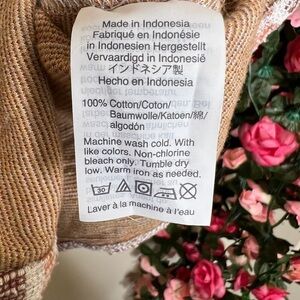 Made in Indonesia
Fabriqué en Indonésie
in Indonesien Hergestellt
Vervaardigd in Indonesië
インドネシア製
Hecho en Indonesia
100% Cotton/Coton/
Baumwolle/Katoen/綿/
algodón
Machine wash cold. With
like colors. Non-chlorine
bleach only. Tumble dry
low. Warm iron as needed.
30
Laver à la machine à l'eau